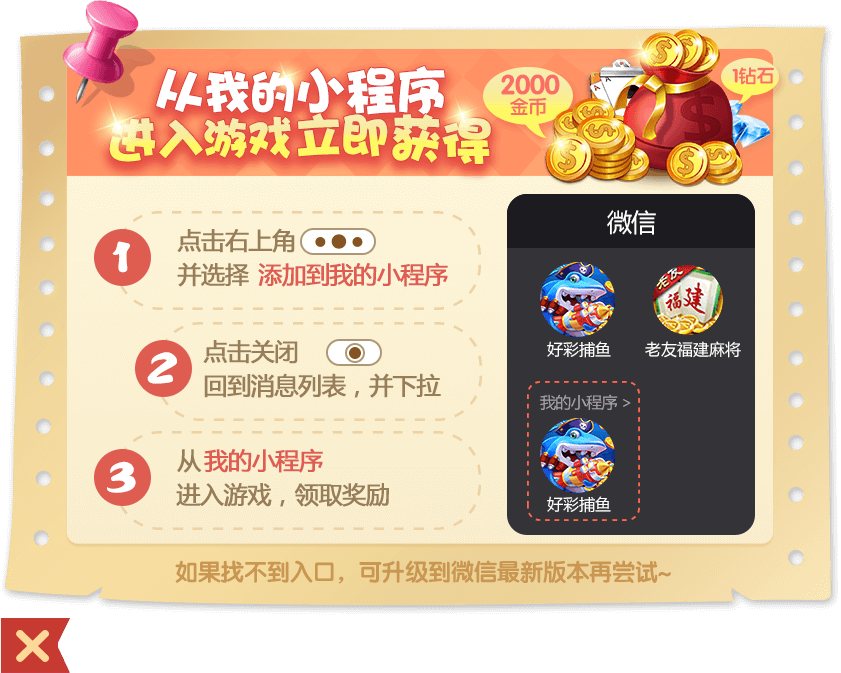 从我的小程序
进入游戏立即获得
2000
金币
1钻石
1
点击右上角
并选择 添加到我的小程序
2
点击关闭
回到消息列表，并下拉
3
从 我的小程序
进入游戏，领取奖励
微信
好彩捕鱼
老友
福建
老友福建麻将
我的小程序 >
好彩捕鱼
如果找不到入口，可升级到微信最新版本再尝试~